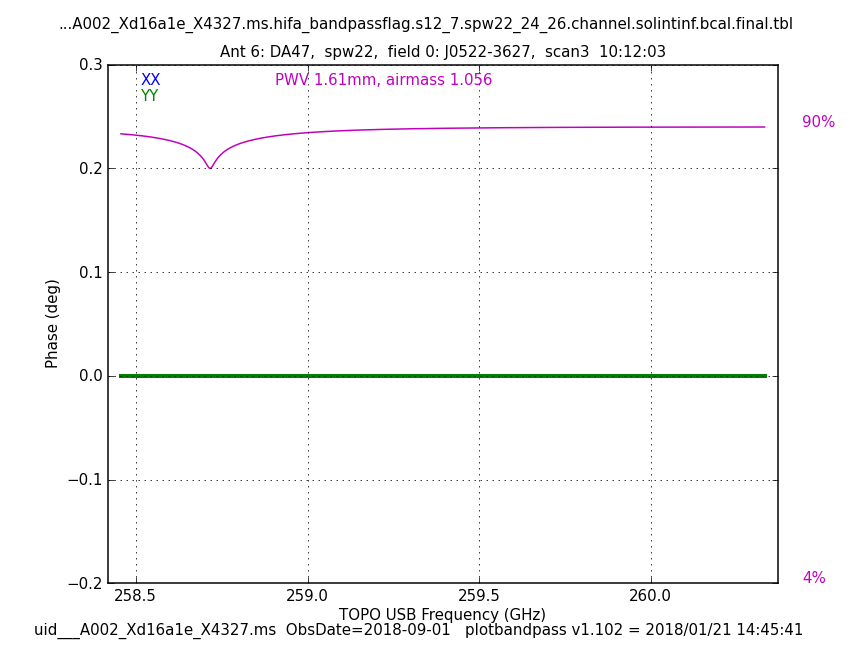 ...A002_Xd16a1e_X4327.ms.hifa_bandpassflag.s12_7.spw22_24_26.channel.solintinf.bcal.final.tbl
Ant 6: DA47,  spw22,  field 0: J0522-3627,  scan3  10:12:03
XX
YY
PWV 1.61mm, airmass 1.056
90%
4%
0.3
0.2
0.1
0.0
−0.1
−0.2
Phase (deg)
258.5
259.0
259.5
260.0
TOPO USB Frequency (GHz)
uid___A002_Xd16a1e_X4327.ms  ObsDate=2018-09-01   plotbandpass v1.102 = 2018/01/21 14:45:41